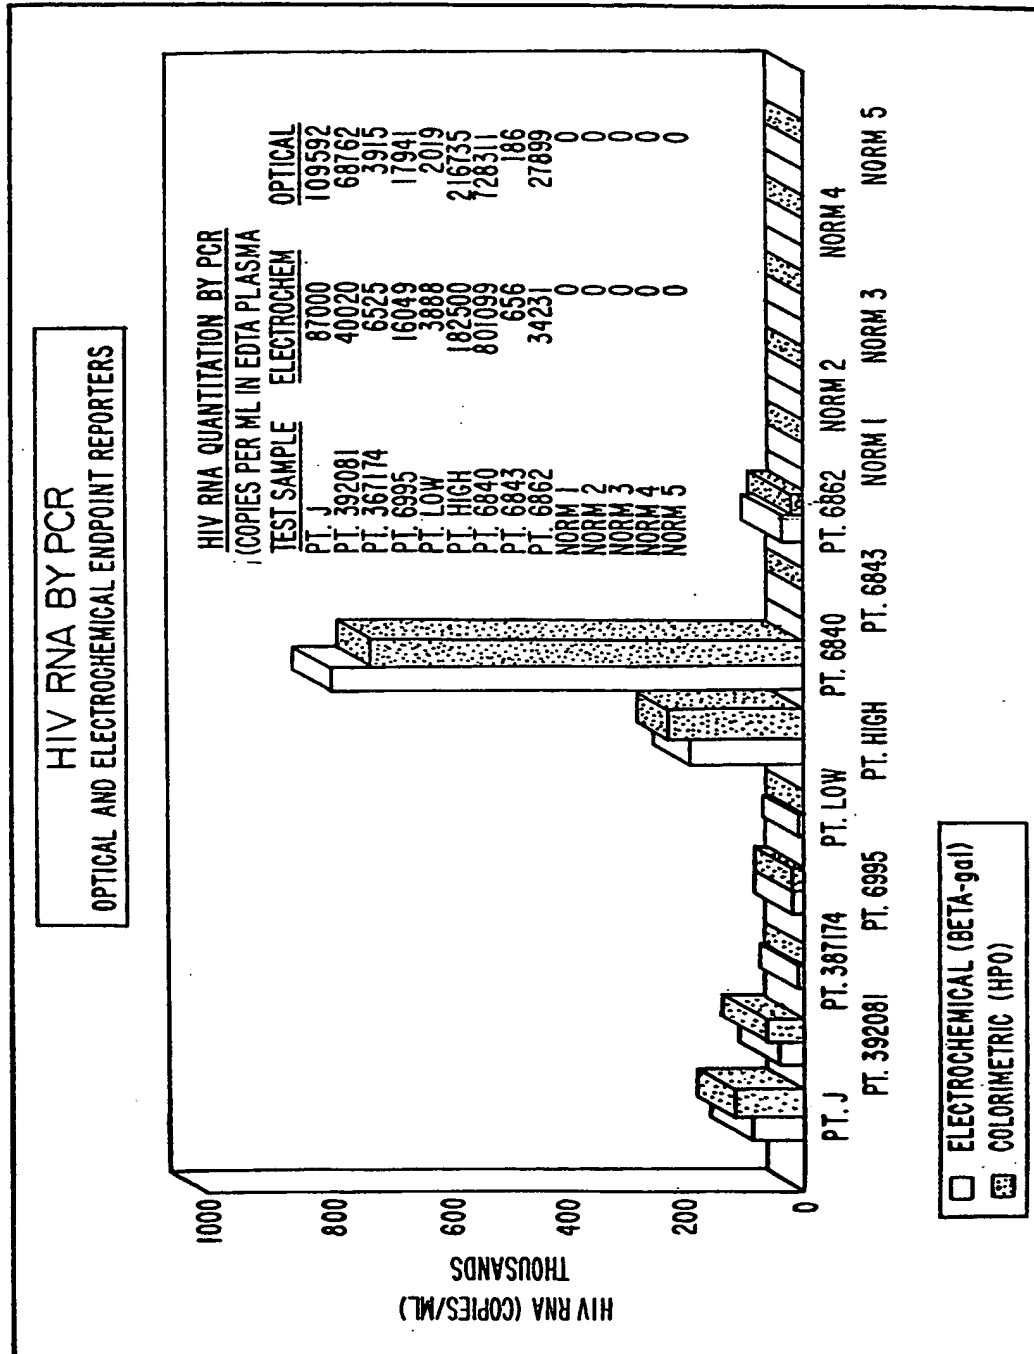 HIV RNA BY PCR
OPTICAL AND ELECTROCHEMICAL ENDPOINT REPORTERS
HIV RNA QUANTITATION BY PCR
(COPIES PER ML IN EDTA PLASMA
TEST SAMPLE ELECTROCHEM OPTICAL
PT. J 87000 109592
PT. 392081 40020 68762
PT. 367174 6525 3915
PT. 6995 16049 17941
PT. LOW 3888 2019
PT. HIGH 182500 216735
PT. 6840 801099 728311
PT. 6843 656 186
PT. 6862 34231 27899
NORM 1 0 0
NORM 2 0 0
NORM 3 0 0
NORM 4 0 0
NORM 5 0 0
HIV RNA (COPIES/ML)
THOUSANDS
1000
800
600
400
200
0
PT. J
PT. 392081
PT. 387174
PT. 6995
PT. LOW
PT. HIGH
PT. 6840
PT. 6843
PT. 6862
NORM 1
NORM 2
NORM 3
NORM 4
NORM 5
ELECTROCHEMICAL (BETA-gal)
COLORIMETRIC (HPO)